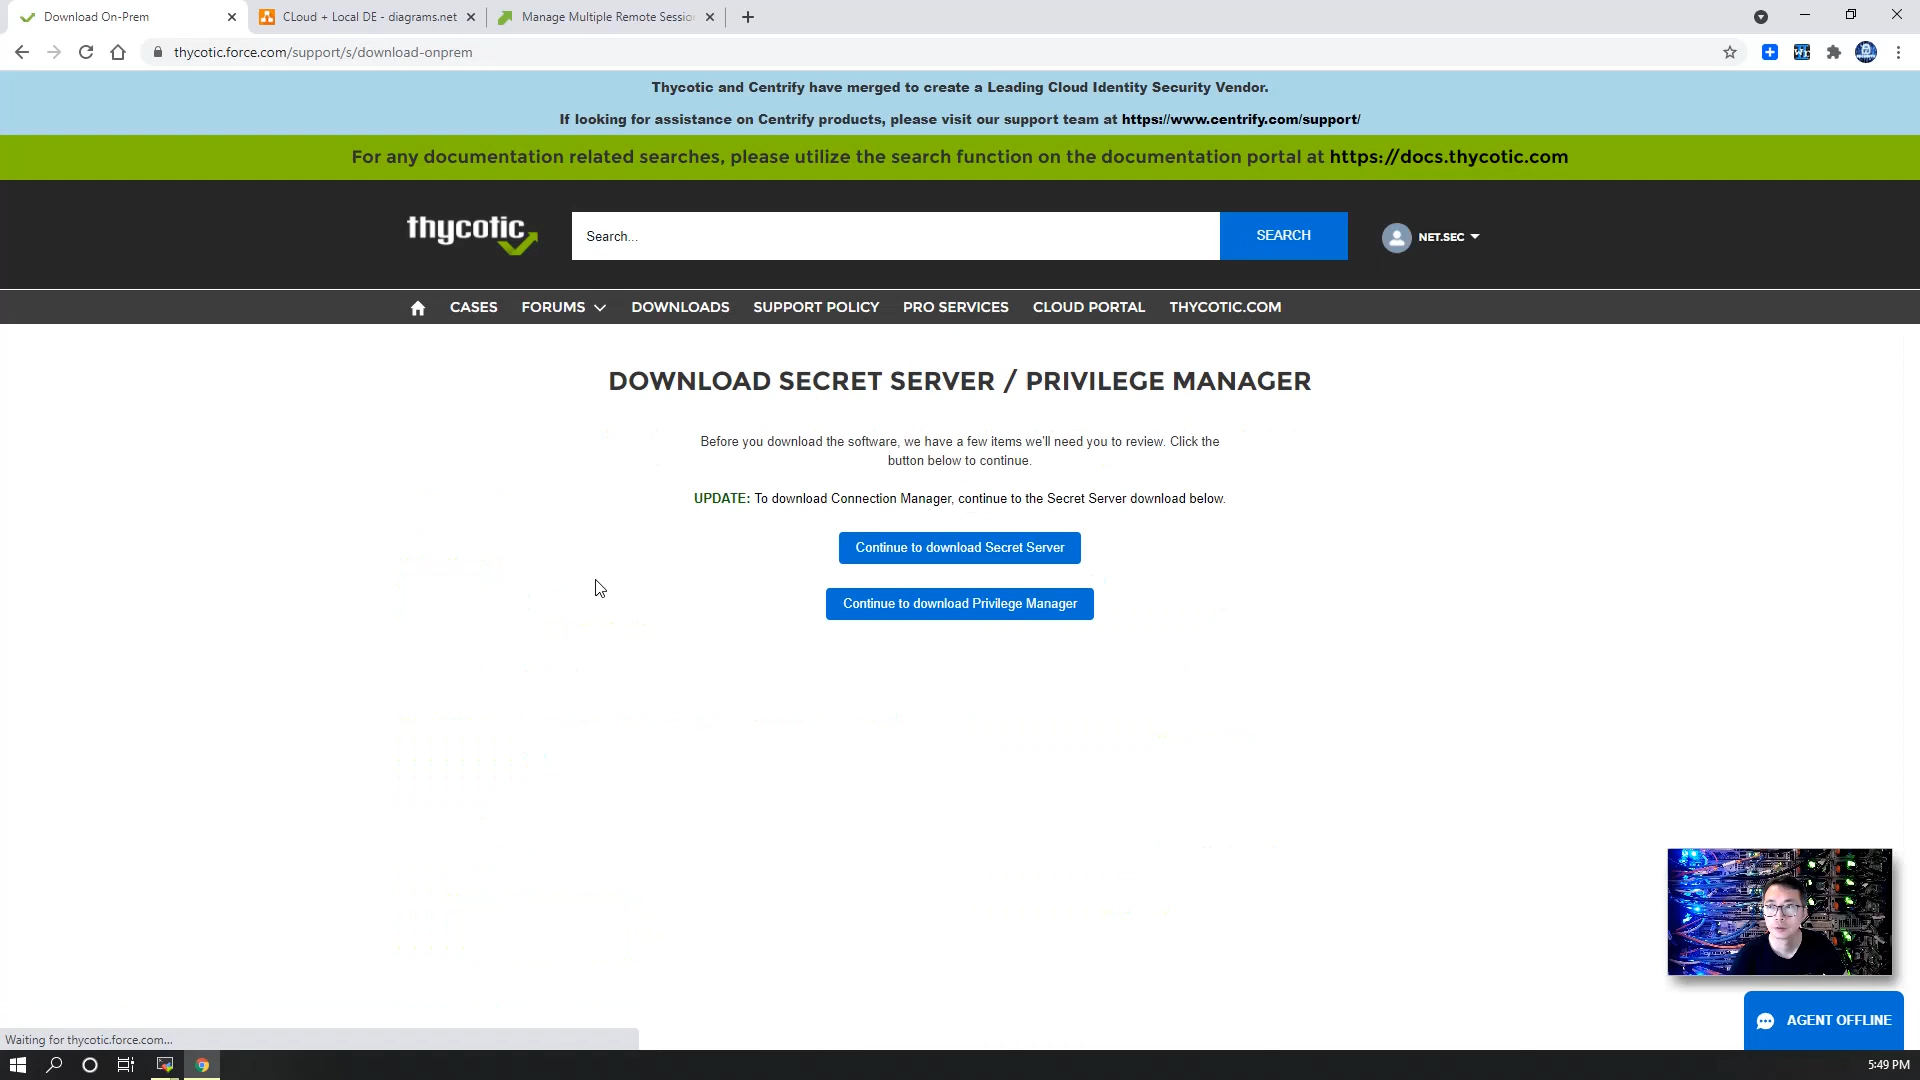 Download On-Prem
CLoud + Local DE - diagrams.net
Manage Multiple Remote Sessio
thycotic.force.com/support/s/download-onprem
Thycotic and Centrify have merged to create a Leading Cloud Identity Security Vendor.
If looking for assistance on Centrify products, please visit our support team at https://www.centrify.com/support/
For any documentation related searches, please utilize the search function on the documentation portal at https://docs.thycotic.com
thycotic
Search...
SEARCH
NET.SEC
CASES
FORUMS
DOWNLOADS
SUPPORT POLICY
PRO SERVICES
CLOUD PORTAL
THYCOTIC.COM
DOWNLOAD SECRET SERVER / PRIVILEGE MANAGER
Before you download the software, we have a few items we'll need you to review. Click the
button below to continue.
UPDATE: To download Connection Manager, continue to the Secret Server download below.
Continue to download Secret Server
Continue to download Privilege Manager
AGENT OFFLINE
Waiting for thycotic.force.com...
5:49 PM